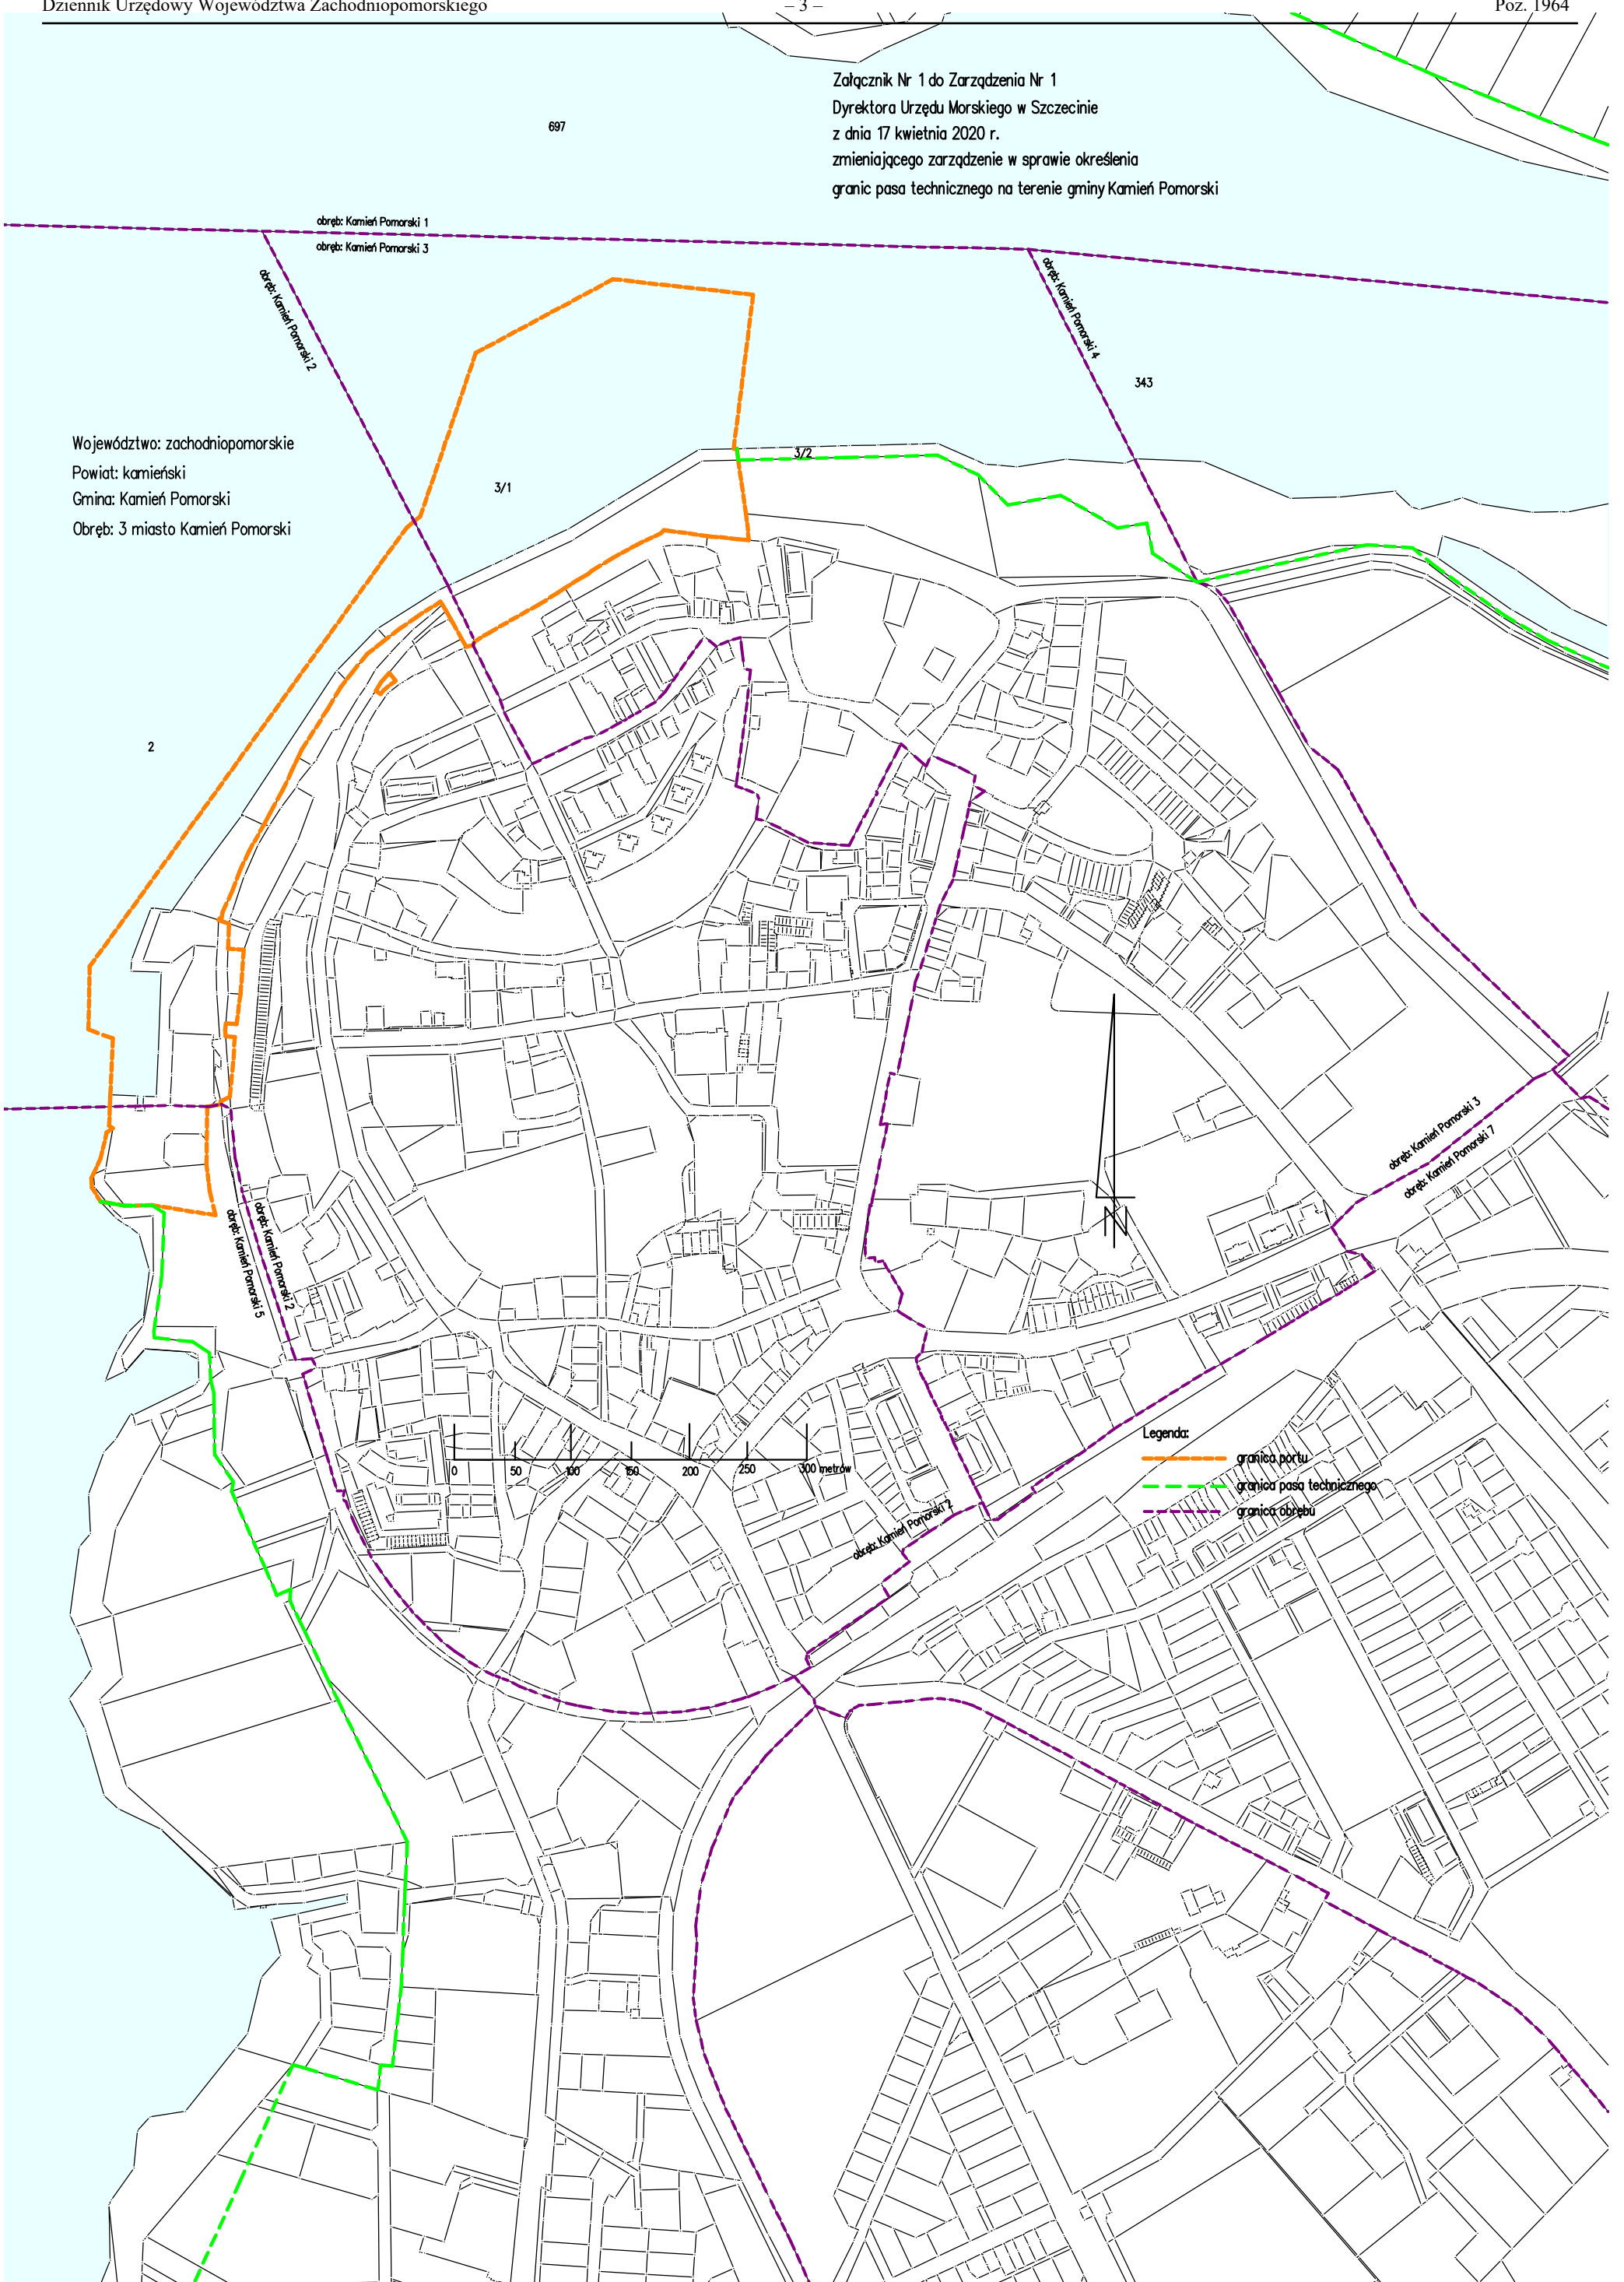 Dziennik Urzędowy Województwa Zachodniopomorskiego – 3 – Poz. 1964
Załącznik Nr 1 do Zarządzenia Nr 1
Dyrektora Urzędu Morskiego w Szczecinie
z dnia 17 kwietnia 2020 r.
zmieniającego zarządzenie w sprawie określenia
granic pasa technicznego na terenie gminy Kamień Pomorski
697
obręb: Kamień Pomorski 1
obręb: Kamień Pomorski 3
obręb: Kamień Pomorski 2
obręb: Kamień Pomorski 4
343
Województwo: zachodniopomorskie
Powiat: kamieński
Gmina: Kamień Pomorski
Obręb: 3 miasto Kamień Pomorski
3/2
3/1
2
obręb: Kamień Pomorski 3
obręb: Kamień Pomorski 7
N
obręb: Kamień Pomorski 2
obręb: Kamień Pomorski 5
Legenda:
granica portu
granica pasa technicznego
granica obrębu
0 50 100 150 200 250 300 metrów
obręb: Kamień Pomorski 2